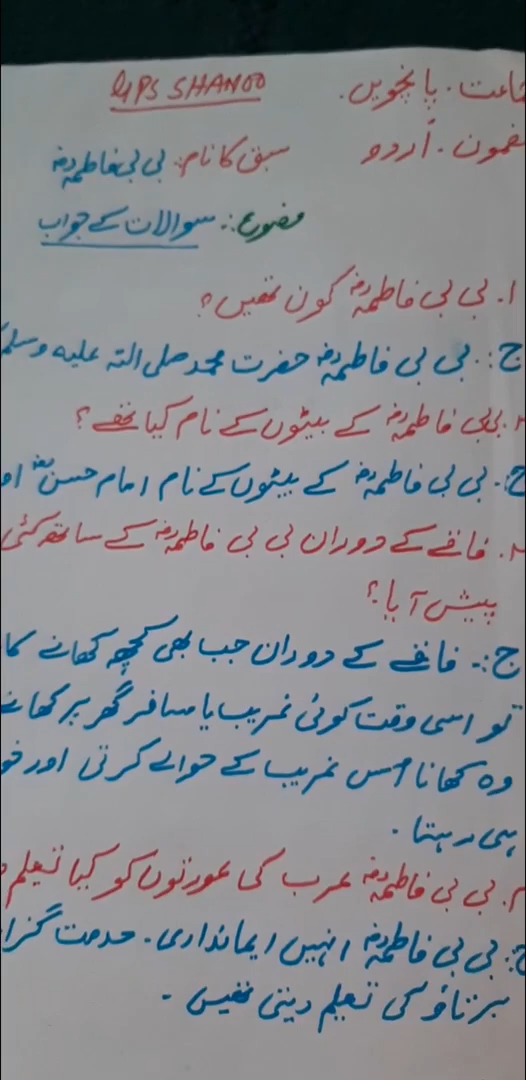 GPS SHANOO
جماعت. پانچویں.
مضمون. اُردو
سبق کا نام: بی بی فاطمہؓ
موضوع:. سوالات کے جواب
۱. بی بی فاطمہؓ کون تھیں؟
ج:. بی بی فاطمہؓ حضرت محمد صلی اللہ علیہ وسلم
بی بی فاطمہؓ کے بیٹوں کے نام کیا تھے؟
ج:. بی بی فاطمہؓ کے بیٹوں کے نام امام حسنؓ
فاقے کے دوران بی بی فاطمہؓ کے ساتھ کئی
پیش آیا؟
ج:. فاقے کے دوران جب بھی کچھ کھانے کا
تو اسی وقت کوئی غریب یا مسافر گھر پر کھانے
وہ کھانا اُس غریب کے حوالے کرتی اور
ہی رہتا.
بی بی فاطمہؓ عرب کی عورتوں کو کیا تعلیم
ج:. بی بی فاطمہؓ انہیں ایمانداری. خدمت
برتاؤ کی تعلیم دیتی تھیں.